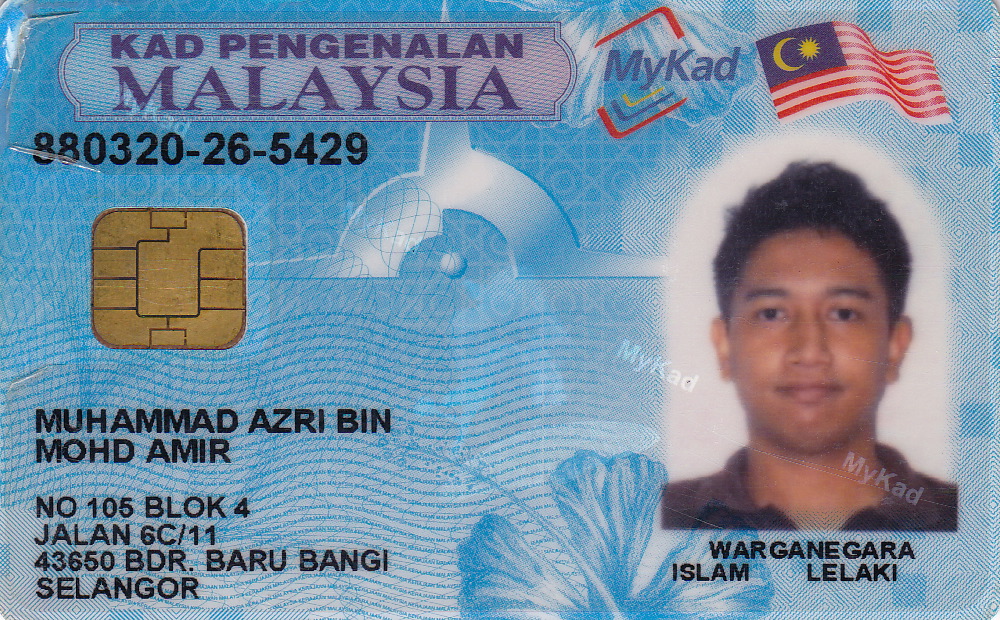 KAD PENGENALAN
MALAYSIA
MyKad
880320-26-5429
MyKad
MyKad
MUHAMMAD AZRI BIN
MOHD AMIR
NO 105 BLOK 4
JALAN 6C/11
43650 BDR. BARU BANGI
SELANGOR
WARGANEGARA
ISLAM LELAKI